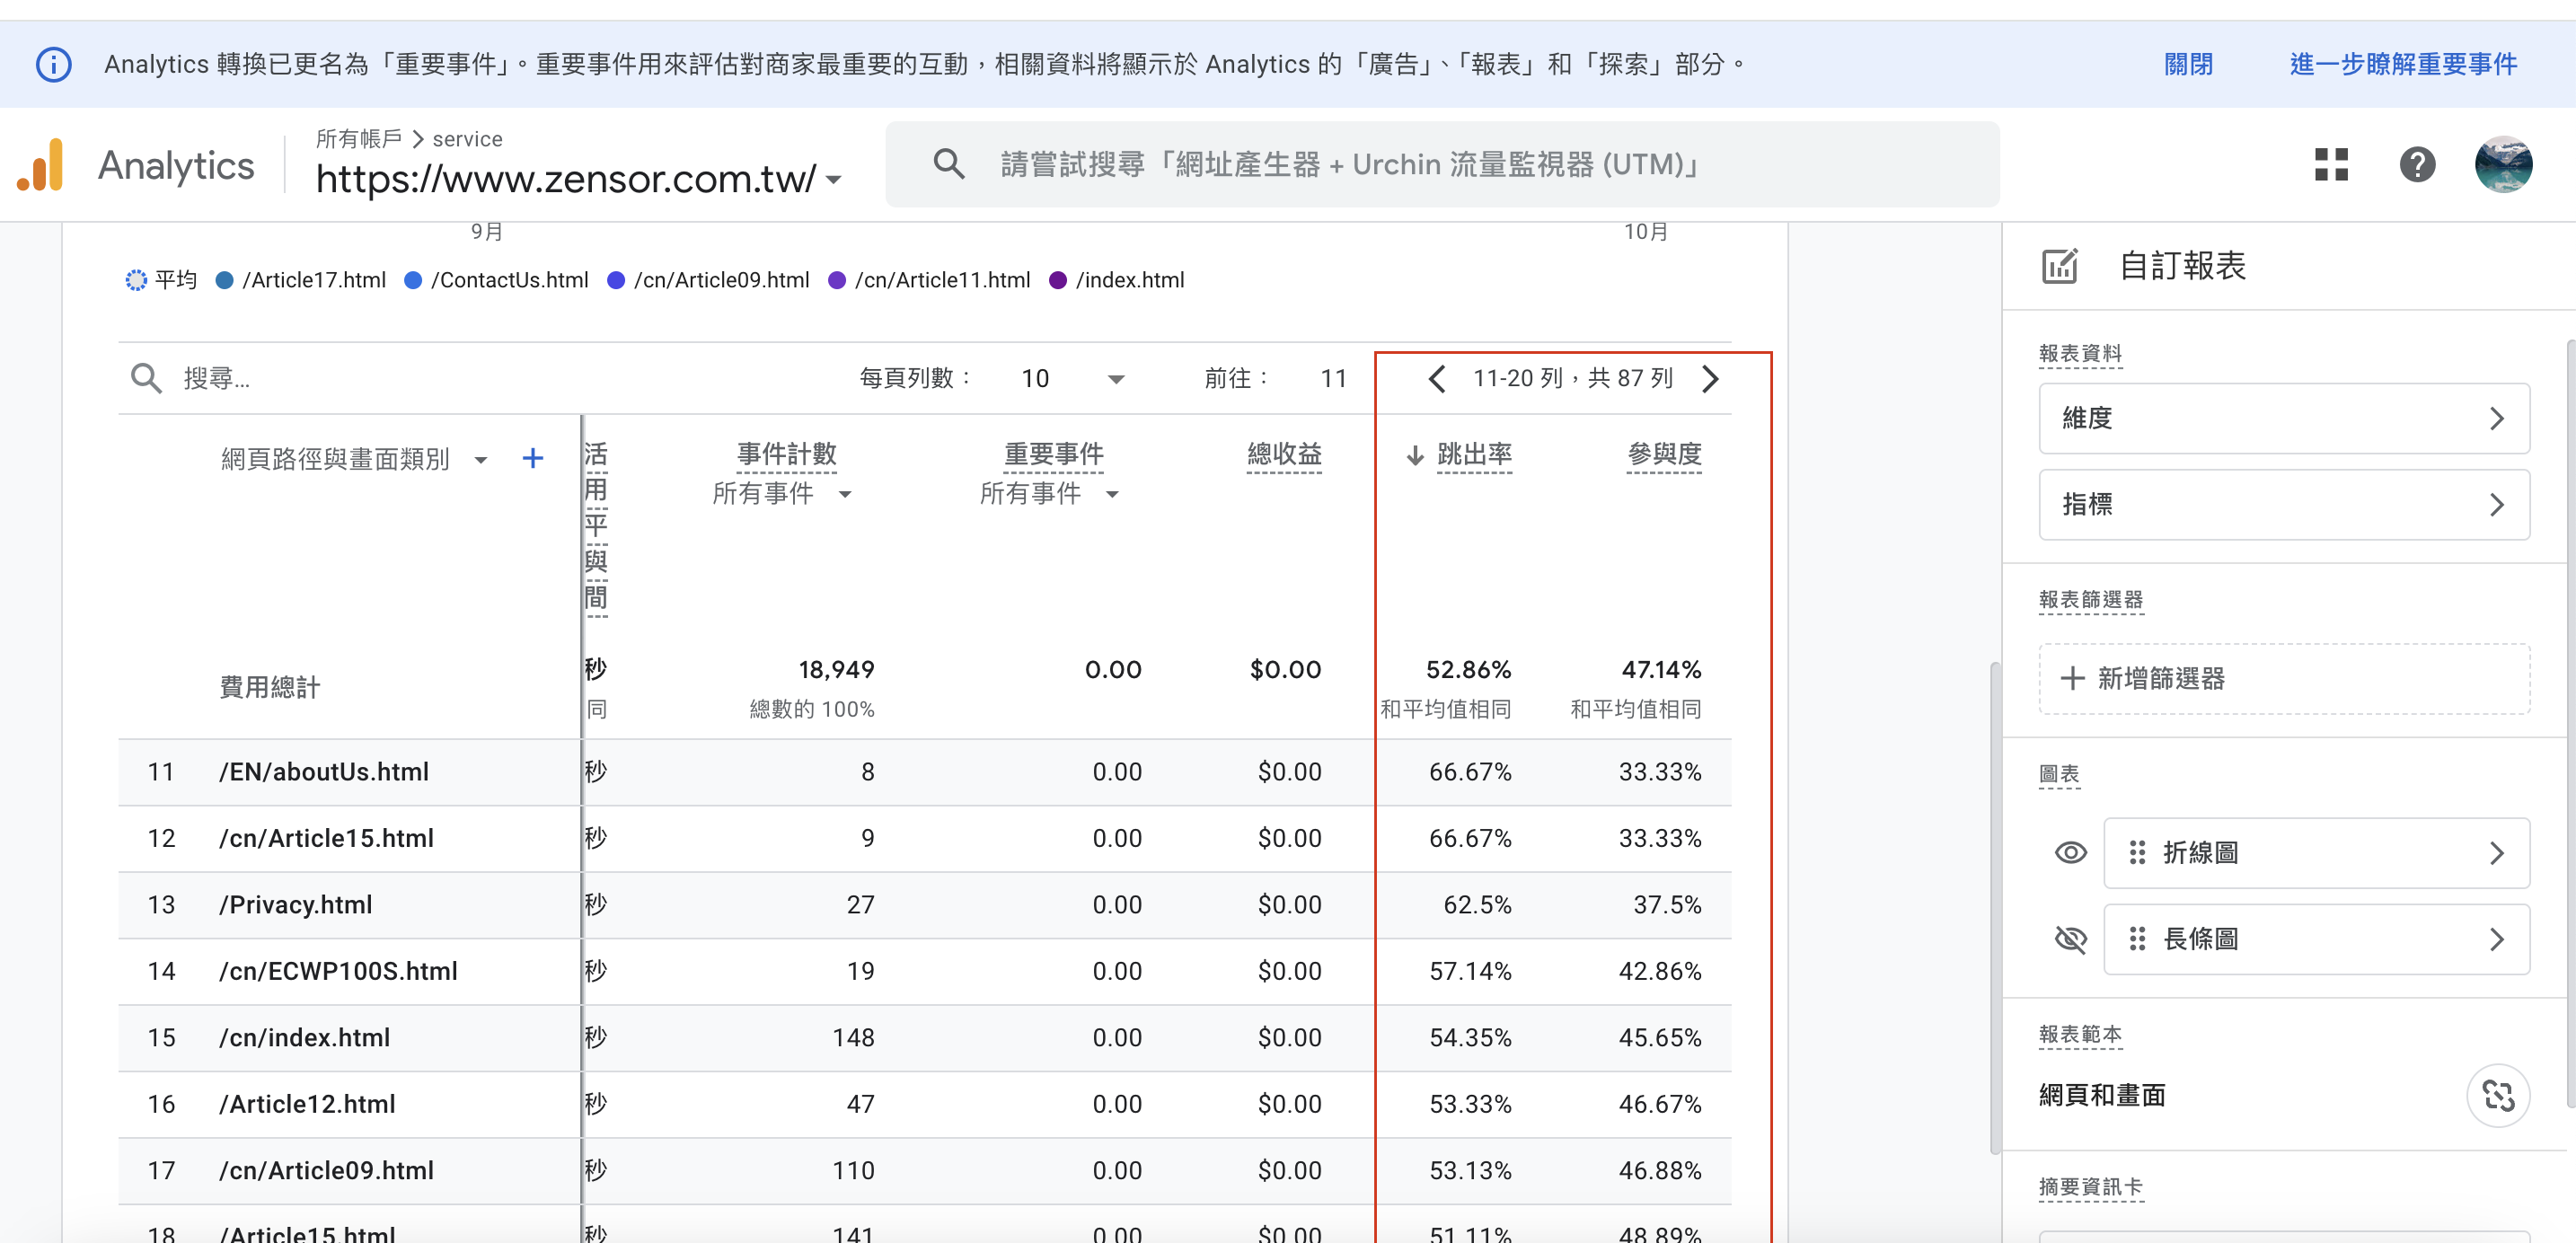 Analytics 轉換已更名為「重要事件」。重要事件用來評估對商家最重要的互動，相關資料將顯示於 Analytics 的「廣告」、「報表」和「探索」部分。 關閉 進一步瞭解重要事件
Analytics
所有帳戶 > service
https://www.zensor.com.tw/
請嘗試搜尋「網址產生器 + Urchin 流量監視器 (UTM)」
9月 10月
平均 /Article17.html /ContactUs.html /cn/Article09.html /cn/Article11.html /index.html
搜尋... 每頁列數： 10 前往： 11 11-20 列，共 87 列
網頁路徑與畫面類別 + 活用平與間 事件計數 重要事件 總收益 ↓ 跳出率 參與度
所有事件 所有事件
費用總計 秒 18,949 0.00 $0.00 52.86% 47.14%
同 總數的 100% 和平均值相同 和平均值相同
11 /EN/aboutUs.html 秒 8 0.00 $0.00 66.67% 33.33%
12 /cn/Article15.html 秒 9 0.00 $0.00 66.67% 33.33%
13 /Privacy.html 秒 27 0.00 $0.00 62.5% 37.5%
14 /cn/ECWP100S.html 秒 19 0.00 $0.00 57.14% 42.86%
15 /cn/index.html 秒 148 0.00 $0.00 54.35% 45.65%
16 /Article12.html 秒 47 0.00 $0.00 53.33% 46.67%
17 /cn/Article09.html 秒 110 0.00 $0.00 53.13% 46.88%
18 /Article15.html 秒 141 0.00 $0.00 51.11% 48.89%
自訂報表
報表資料
維度
指標
報表篩選器
+ 新增篩選器
圖表
折線圖
長條圖
報表範本
網頁和畫面
摘要資訊卡